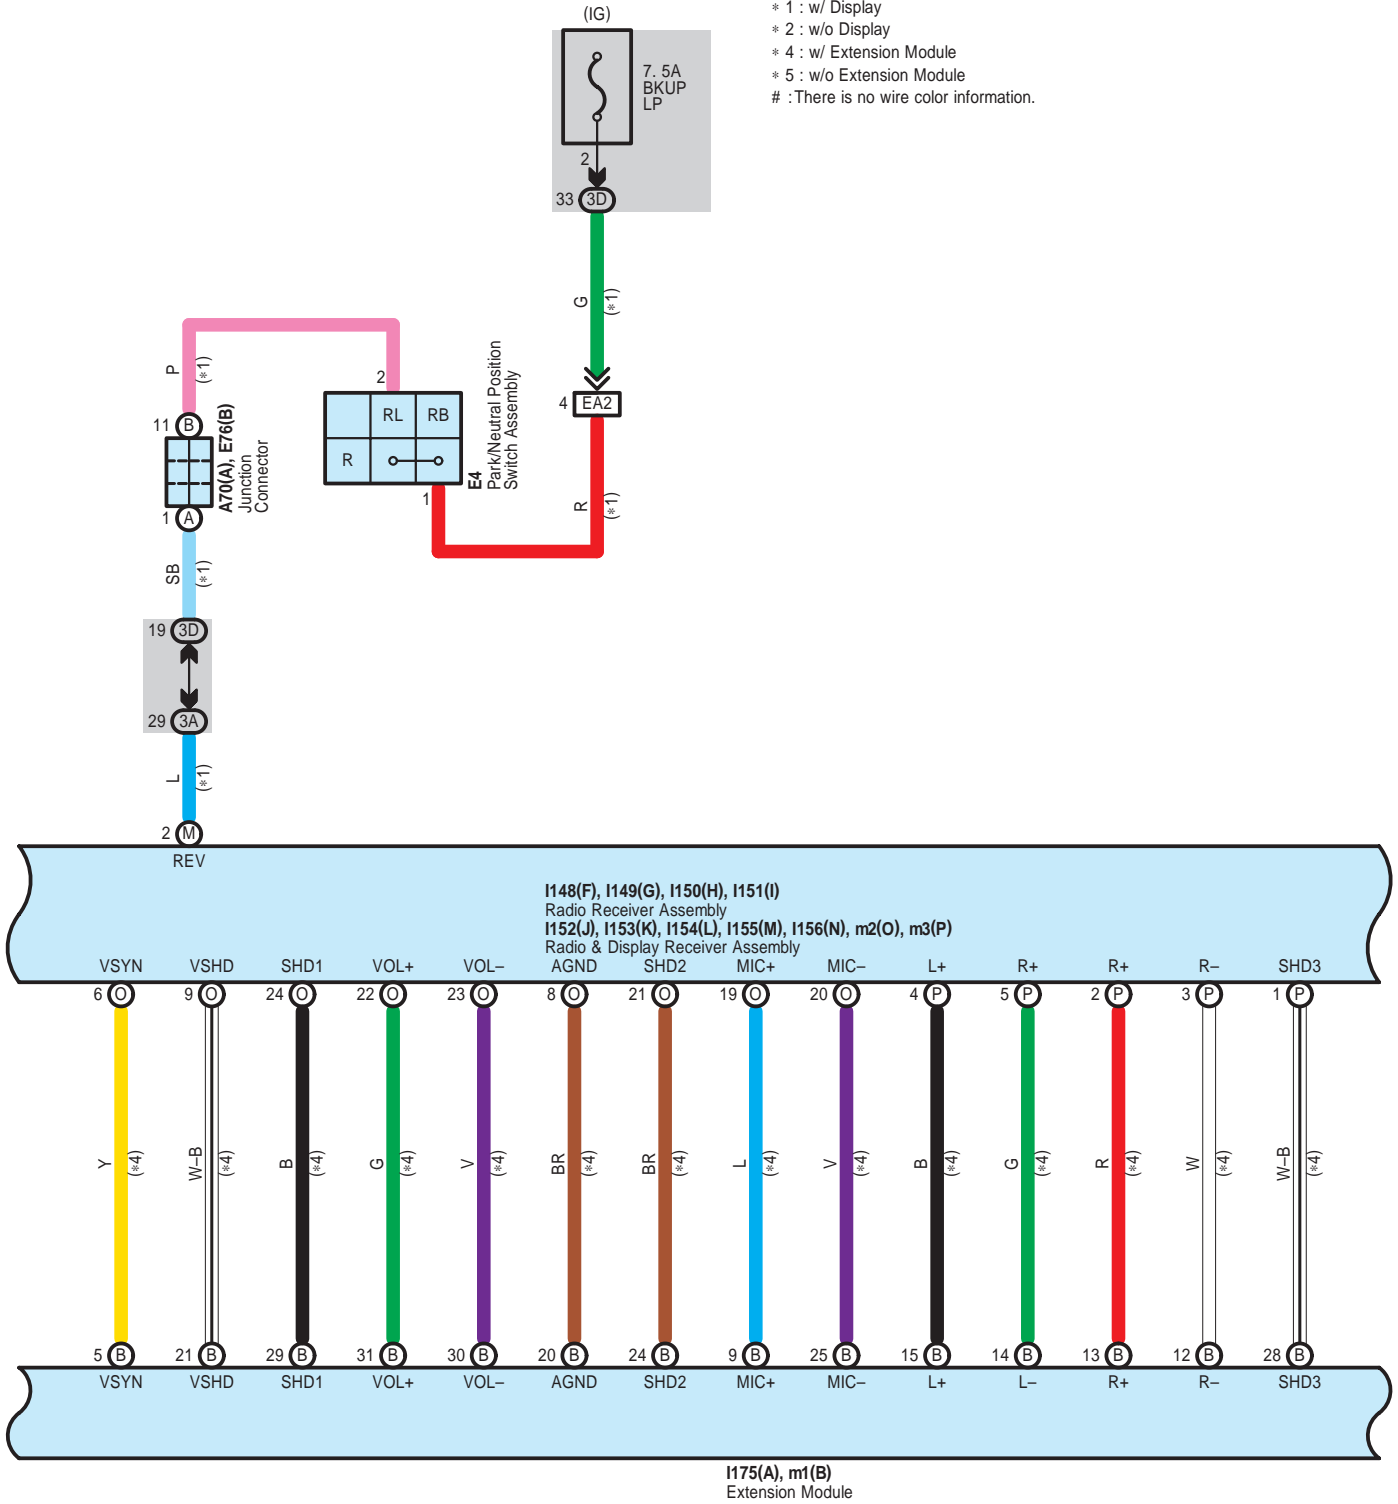 (IG)
∗ 1 : w/ Display
∗ 2 : w/o Display
∗ 4 : w/ Extension Module
∗ 5 : w/o Extension Module
# : There is no wire color information.
7. 5A
BKUP
LP
2
33 3D
G
(∗1)
4 EA2
R
(∗1)
P
(∗1)
2
RL RB
R
1
E4
Park/Neutral Position
Switch Assembly
11 B
A70(A), E76(B)
Junction
Connector
1 A
SB
(∗1)
19 3D
29 3A
L
(∗1)
2 M
REV
I148(F), I149(G), I150(H), I151(I)
Radio Receiver Assembly
I152(J), I153(K), I154(L), I155(M), I156(N), m2(O), m3(P)
Radio & Display Receiver Assembly
VSYN VSHD SHD1 VOL+ VOL– AGND SHD2 MIC+ MIC– L+ R+ R+ R– SHD3
6 O 9 O 24 O 22 O 23 O 8 O 21 O 19 O 20 O 4 P 5 P 2 P 3 P 1 P
Y (∗4) W–B (∗4) B (∗4) G (∗4) V (∗4) BR (∗4) BR (∗4) L (∗4) V (∗4) B (∗4) G (∗4) R (∗4) W (∗4) W–B (∗4)
5 B 21 B 29 B 31 B 30 B 20 B 24 B 9 B 25 B 15 B 14 B 13 B 12 B 28 B
VSYN VSHD SHD1 VOL+ VOL– AGND SHD2 MIC+ MIC– L+ L– R+ R– SHD3
I175(A), m1(B)
Extension Module